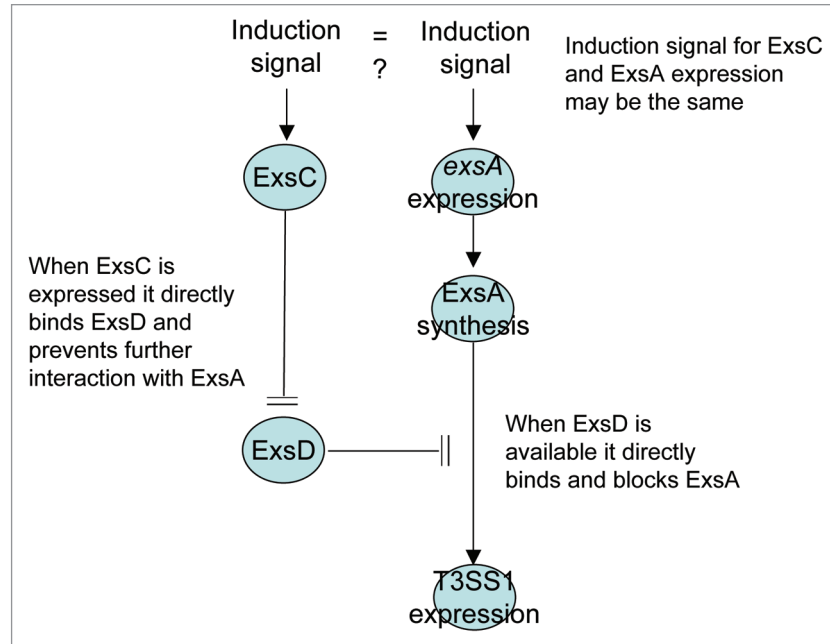 Induction signal
=
?
Induction signal
Induction signal for ExsC
and ExsA expression
may be the same
ExsC
exsA
expression
When ExsC is
expressed it directly
binds ExsD and
prevents further
interaction with ExsA
ExsA
synthesis
ExsD
When ExsD is
available it directly
binds and blocks ExsA
T3SS1
expression